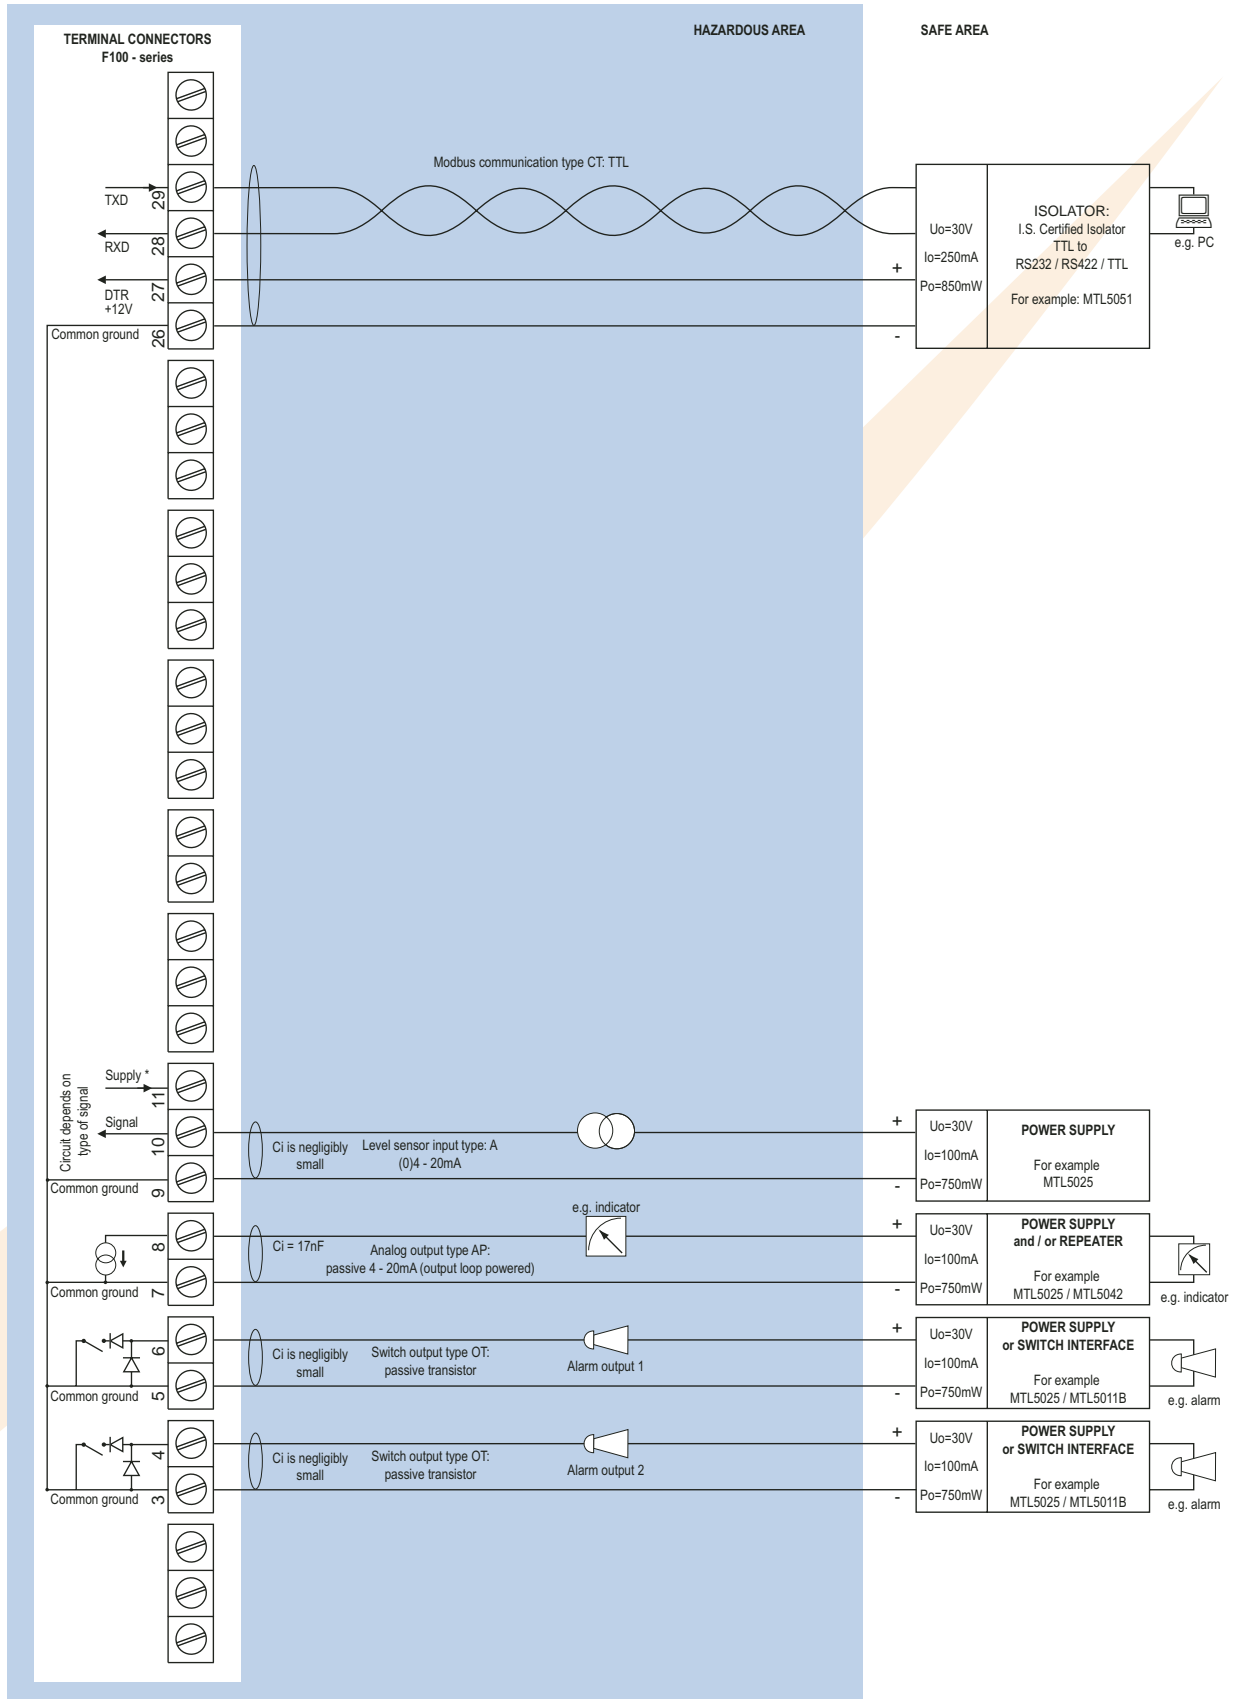 HAZARDOUS AREA
SAFE AREA
TERMINAL CONNECTORS
F100 - series
Modbus communication type CT: TTL
TXD
29
RXD
28
DTR
+12V
27
Common ground
26
+
-
Uo=30V
Io=250mA
Po=850mW
ISOLATOR:
I.S. Certified Isolator
TTL to
RS232 / RS422 / TTL
For example: MTL5051
e.g. PC
Circuit depends on
type of signal
Supply *
11
Signal
10
Common ground
9
Ci is negligibly
small
Level sensor input type: A
(0)4 - 20mA
+
-
Uo=30V
Io=100mA
Po=750mW
POWER SUPPLY
For example
MTL5025
8
Common ground
7
Ci = 17nF
Analog output type AP:
passive 4 - 20mA (output loop powered)
e.g. indicator
+
-
Uo=30V
Io=100mA
Po=750mW
POWER SUPPLY
and / or REPEATER
For example
MTL5025 / MTL5042
e.g. indicator
6
Common ground
5
Ci is negligibly
small
Switch output type OT:
passive transistor
Alarm output 1
+
-
Uo=30V
Io=100mA
Po=750mW
POWER SUPPLY
or SWITCH INTERFACE
For example
MTL5025 / MTL5011B
e.g. alarm
4
Common ground
3
Ci is negligibly
small
Switch output type OT:
passive transistor
Alarm output 2
+
-
Uo=30V
Io=100mA
Po=750mW
POWER SUPPLY
or SWITCH INTERFACE
For example
MTL5025 / MTL5011B
e.g. alarm